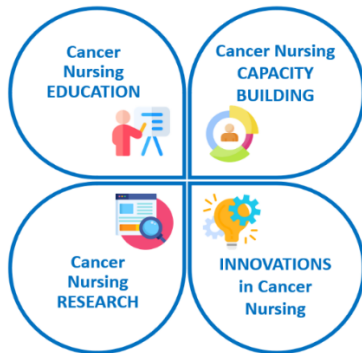 Cancer
Nursing
EDUCATION
Cancer Nursing
CAPACITY
BUILDING
Cancer
Nursing
RESEARCH
INNOVATIONS
in Cancer
Nursing